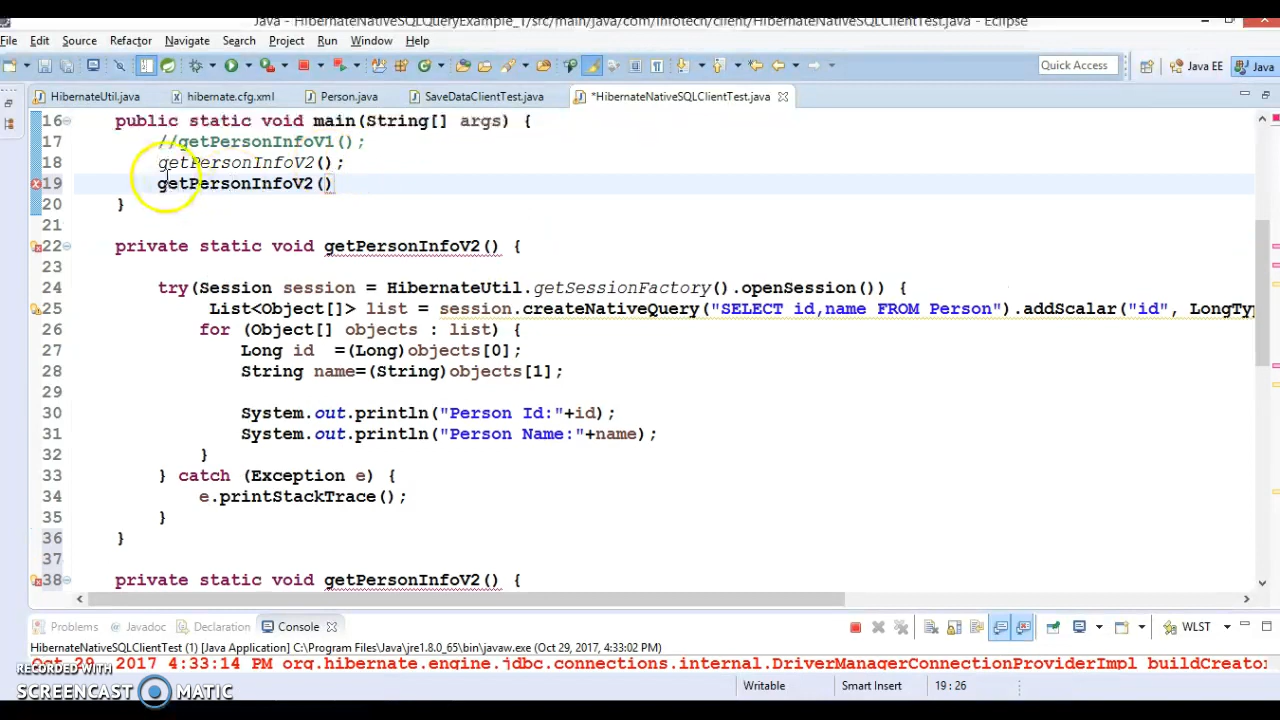 Java - HibernateNativeSQLQueryExample_1/src/main/java/com/infotech/client/HibernateNativeSQLClientTest.java - Eclipse
File Edit Source Refactor Navigate Search Project Run Window Help
Quick Access Java EE Java
HibernateUtil.java hibernate.cfg.xml Person.java SaveDataClientTest.java *HibernateNativeSQLClientTest.java
16 public static void main(String[] args) {
17 //getPersonInfoV1();
18 getPersonInfoV2();
19 getPersonInfoV2()
20 }
21
22 private static void getPersonInfoV2() {
23
24 try(Session session = HibernateUtil.getSessionFactory().openSession()) {
25 List<Object[]> list = session.createNativeQuery("SELECT id,name FROM Person").addScalar("id", LongTyp
26 for (Object[] objects : list) {
27 Long id =(Long)objects[0];
28 String name=(String)objects[1];
29
30 System.out.println("Person Id:"+id);
31 System.out.println("Person Name:"+name);
32 }
33 } catch (Exception e) {
34 e.printStackTrace();
35 }
36 }
37
38 private static void getPersonInfoV2() {
Problems Javadoc Declaration Console WLST
HibernateNativeSQLClientTest (1) [Java Application] C:\Program Files\Java\jre1.8.0_65\bin\javaw.exe (Oct 29, 2017, 4:33:02 PM)
Oct 29, 2017 4:33:14 PM org.hibernate.engine.jdbc.connections.internal.DriverManagerConnectionProviderImpl buildCreator
RECORDED WITH
SCREENCAST MATIC
Writable Smart Insert 19 : 26